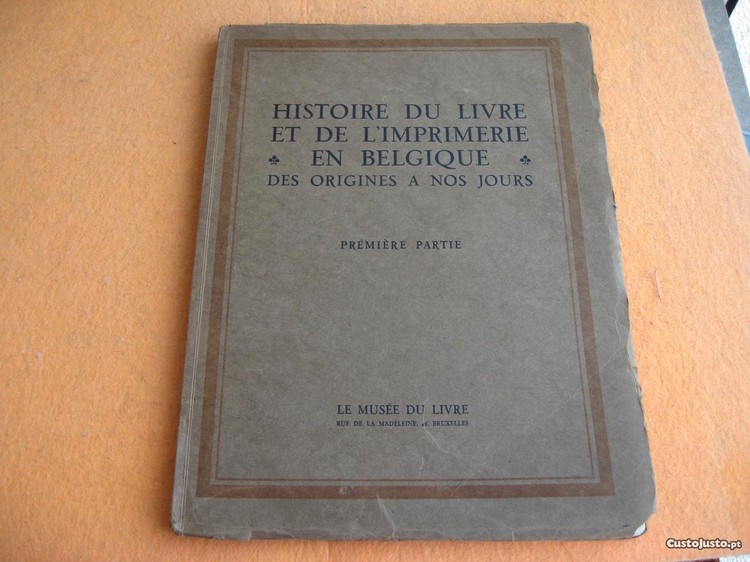 HISTOIRE DU LIVRE
ET DE L'IMPRIMERIE
EN BELGIQUE
DES ORIGINES A NOS JOURS
PREMIÈRE PARTIE
LE MUSÉE DU LIVRE
RUE DE LA MADELEINE, 46, BRUXELLES
CustoJusto.pt